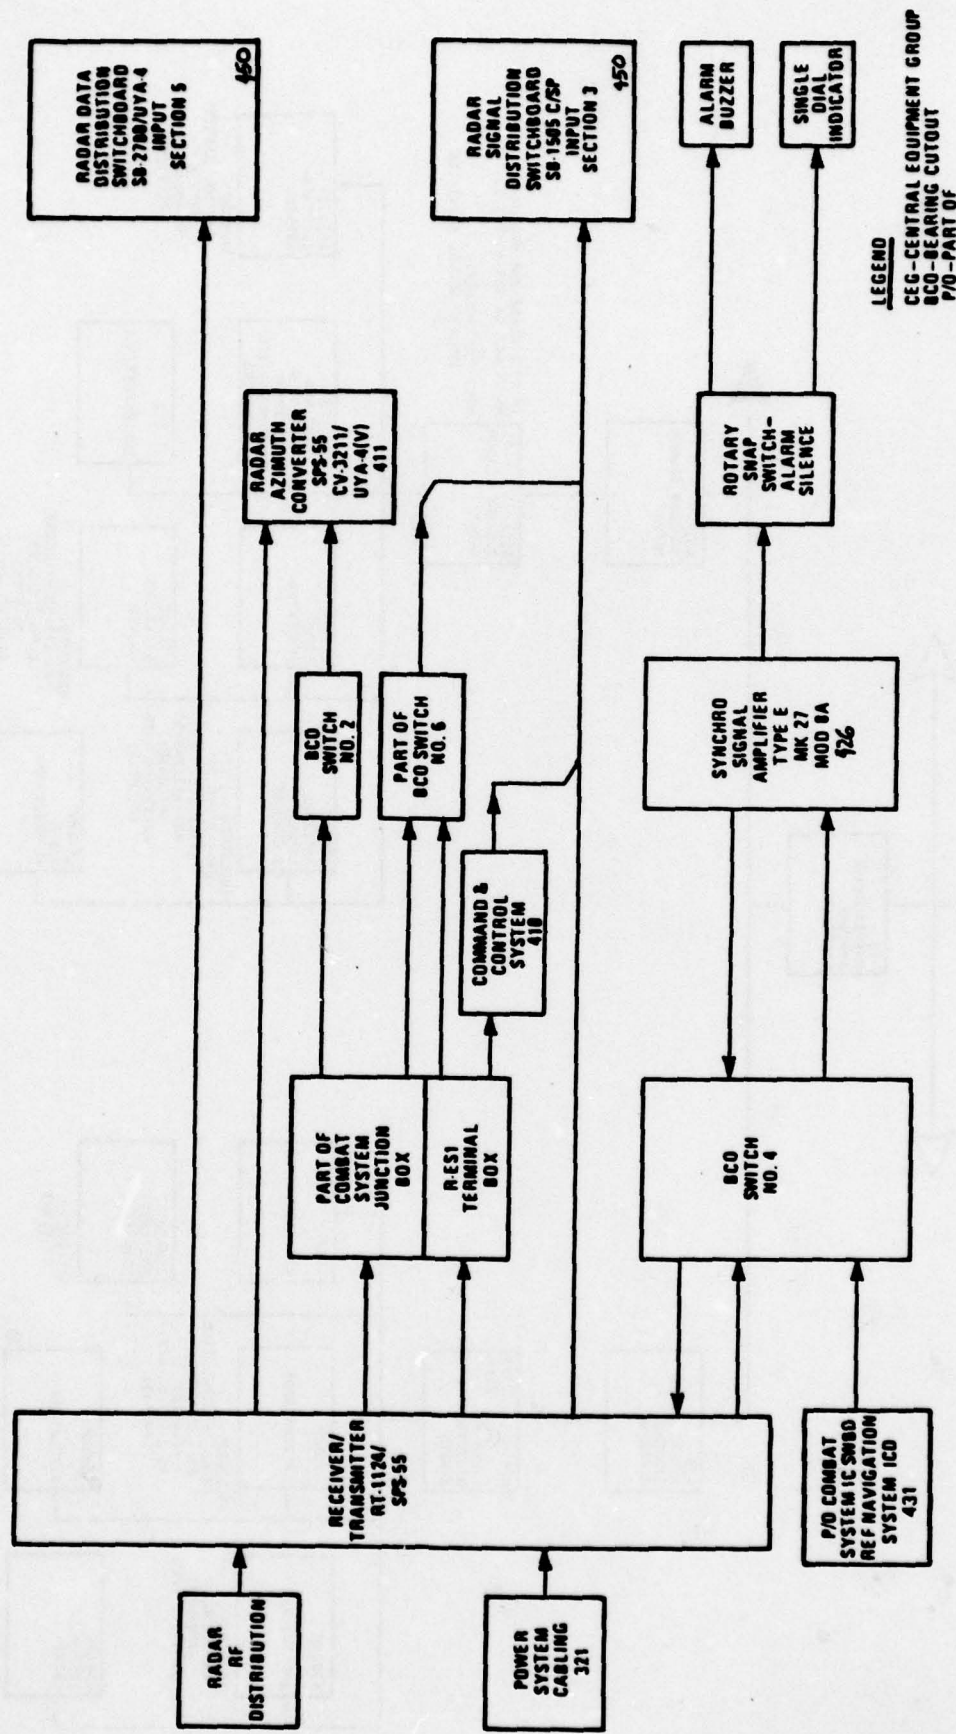 RADAR
RF
DISTRIBUTION
POWER
SYSTEM
CABLING
321
RECEIVER/
TRANSMITTER
RT-1124/
SPS-55
P/O COMBAT
SYSTEM IC SWBD
REF NAVIGATION
SYSTEM ICD
431
PART OF
COMBAT
SYSTEM
JUNCTION
BOX
R-ES1
TERMINAL
BOX
BCO
SWITCH
NO. 4
BCO
SWITCH
NO. 2
PART OF
BCO SWITCH
NO. 6
COMMAND &
CONTROL
SYSTEM
410
SYNCHRO
SIGNAL
AMPLIFIER
TYPE E
MK 27
MOD 8A
426
RADAR
AZIMUTH
CONVERTER
SPS-55
CV-3211/
UYA-4(V)
411
ROTARY
SNAP
SWITCH-
ALARM
SILENCE
RADAR DATA
DISTRIBUTION
SWITCHBOARD
SB-2780/UYA-4
INPUT
SECTION 5
450
RADAR
SIGNAL
DISTRIBUTION
SWITCHBOARD
SB-1505 C/SP
INPUT
SECTION 3
450
ALARM
BUZZER
SINGLE
DIAL
INDICATOR
LEGEND
CEG-CENTRAL EQUIPMENT GROUP
BCO-BEARING CUTOUT
P/O-PART OF